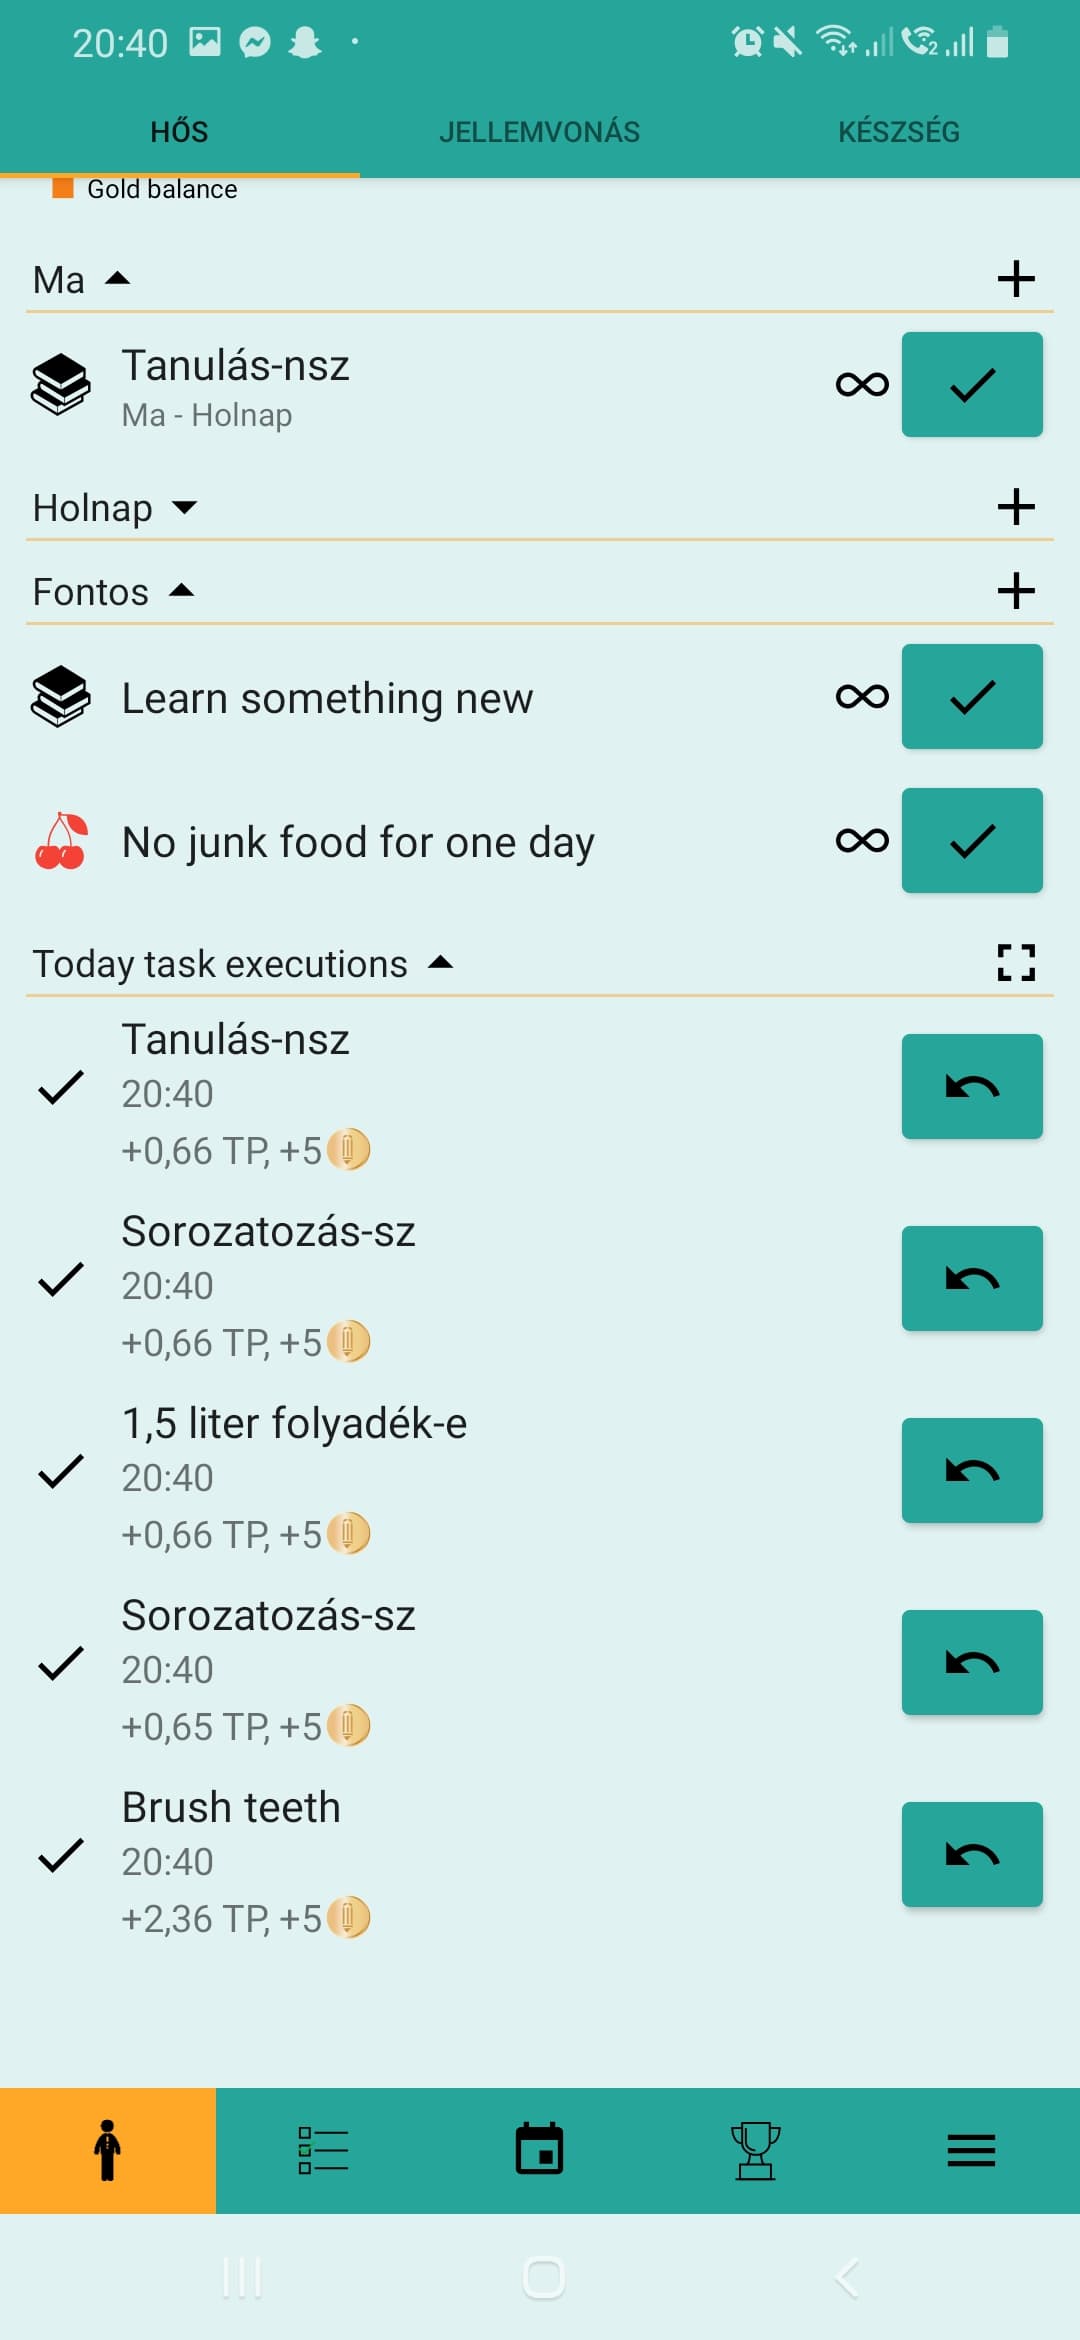 20:40
HŐS
JELLEMVONÁS
KÉSZSÉG
Gold balance
Ma
Tanulás-nsz
Ma - Holnap
Holnap
Fontos
Learn something new
No junk food for one day
Today task executions
Tanulás-nsz
20:40
+0,66 TP, +5
Sorozatozás-sz
20:40
+0,66 TP, +5
1,5 liter folyadék-e
20:40
+0,66 TP, +5
Sorozatozás-sz
20:40
+0,65 TP, +5
Brush teeth
20:40
+2,36 TP, +5